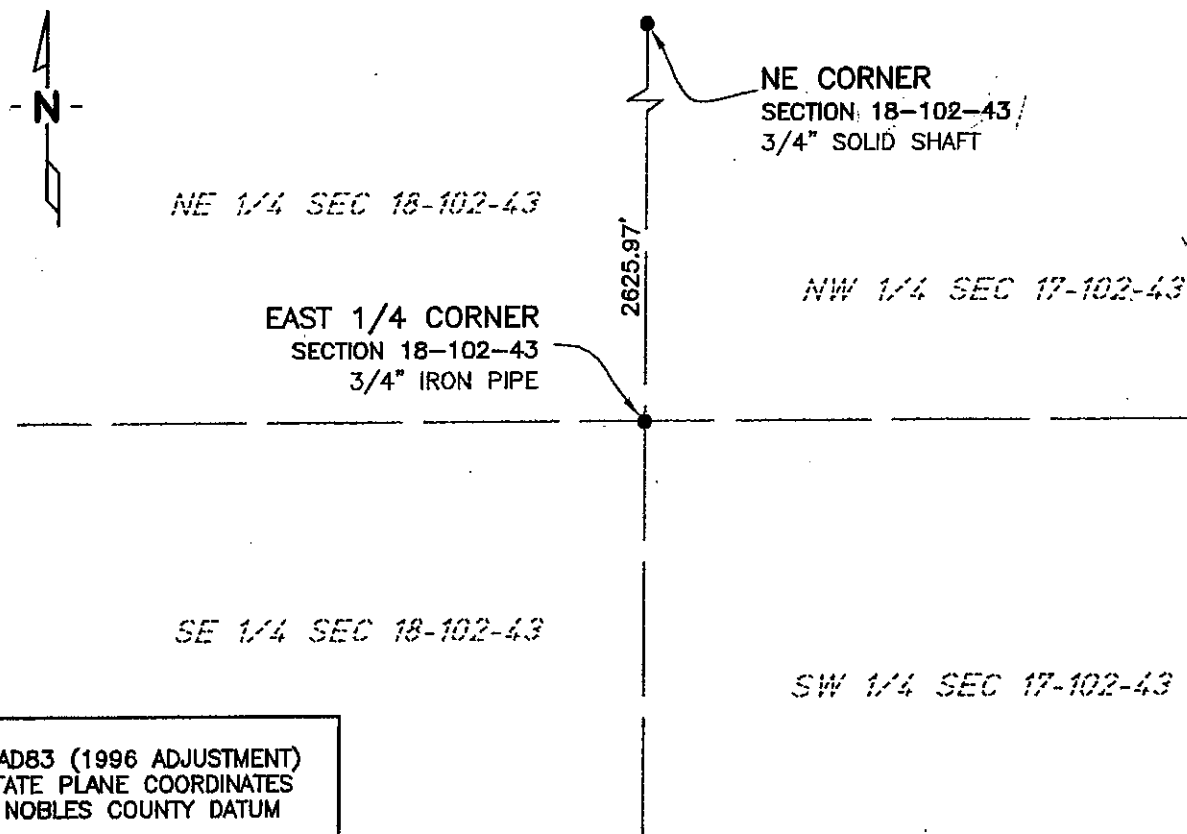 NE CORNER
SECTION 18-102-43
3/4" SOLID SHAFT
- N -
NE 1/4 SEC 18-102-43
2625.97'
NW 1/4 SEC 17-102-43
EAST 1/4 CORNER
SECTION 18-102-43
3/4" IRON PIPE
SE 1/4 SEC 18-102-43
SW 1/4 SEC 17-102-43
AD83 (1996 ADJUSTMENT)
TATE PLANE COORDINATES
NOBLES COUNTY DATUM